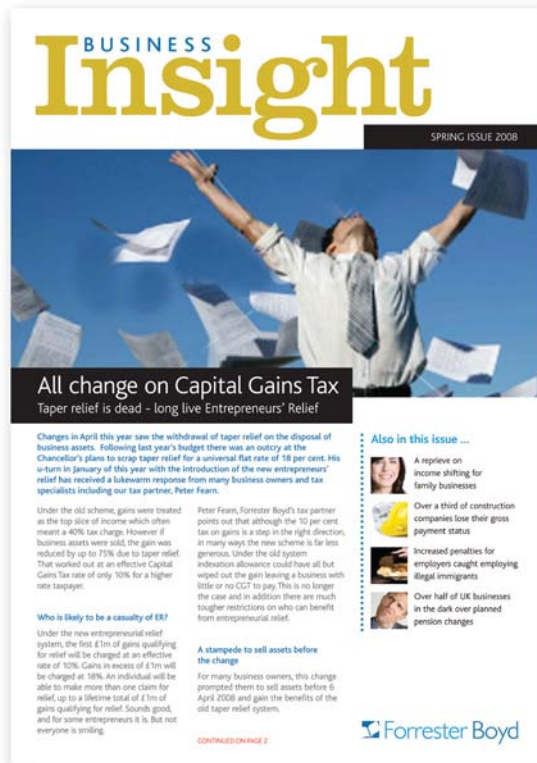 BUSINESS
Insight
SPRING ISSUE 2008
All change on Capital Gains Tax
Taper relief is dead - long live Entrepreneurs' Relief
Changes in April this year saw the withdrawal of taper relief on the disposal of
business assets. Following last year's budget there was an outcry at the
Chancellor's plans to scrap taper relief for a universal flat rate of 18 per cent. His
u-turn in January of this year with the introduction of the new entrepreneurs'
relief has received a lukewarm response from many business owners and tax
specialists including our tax partner, Peter Fearn.
Under the old scheme, gains were treated
as the top slice of income which often
meant a 40% tax charge. However if
business assets were sold, the gain was
reduced by up to 75% due to taper relief.
That worked out at an effective Capital
Gains Tax rate of only 10% for a higher
rate taxpayer.
Who is likely to be a casualty of ER?
Under the new entrepreneurial relief
system, the first £1m of gains qualifying
for relief will be charged at an effective
rate of 10%. Gains in excess of £1m will
be charged at 18%. An individual will be
able to make more than one claim for
relief, up to a lifetime total of £1m of
gains qualifying for relief. Sounds good,
and for some entrepreneurs it is. But not
everyone is smiling.
Peter Fearn, Forrester Boyd's tax partner
points out that although the 10 per cent
tax on gains is a step in the right direction,
in many ways the new scheme is far less
generous. Under the old system
indexation allowance could have all but
wiped out the gain leaving a business with
little or no CGT to pay. This is no longer
the case and in addition there are much
tougher restrictions on who can benefit
from entrepreneurial relief.
A stampede to sell assets before
the change
For many business owners, this change
prompted them to sell assets before 6
April 2008 and gain the benefits of the
old taper relief system.
CONTINUED ON PAGE 2
Also in this issue ...
A reprieve on
income shifting for
family businesses
Over a third of construction
companies lose their gross
payment status
Increased penalties for
employers caught employing
illegal immigrants
Over half of UK businesses
in the dark over planned
pension changes
Forrester Boyd